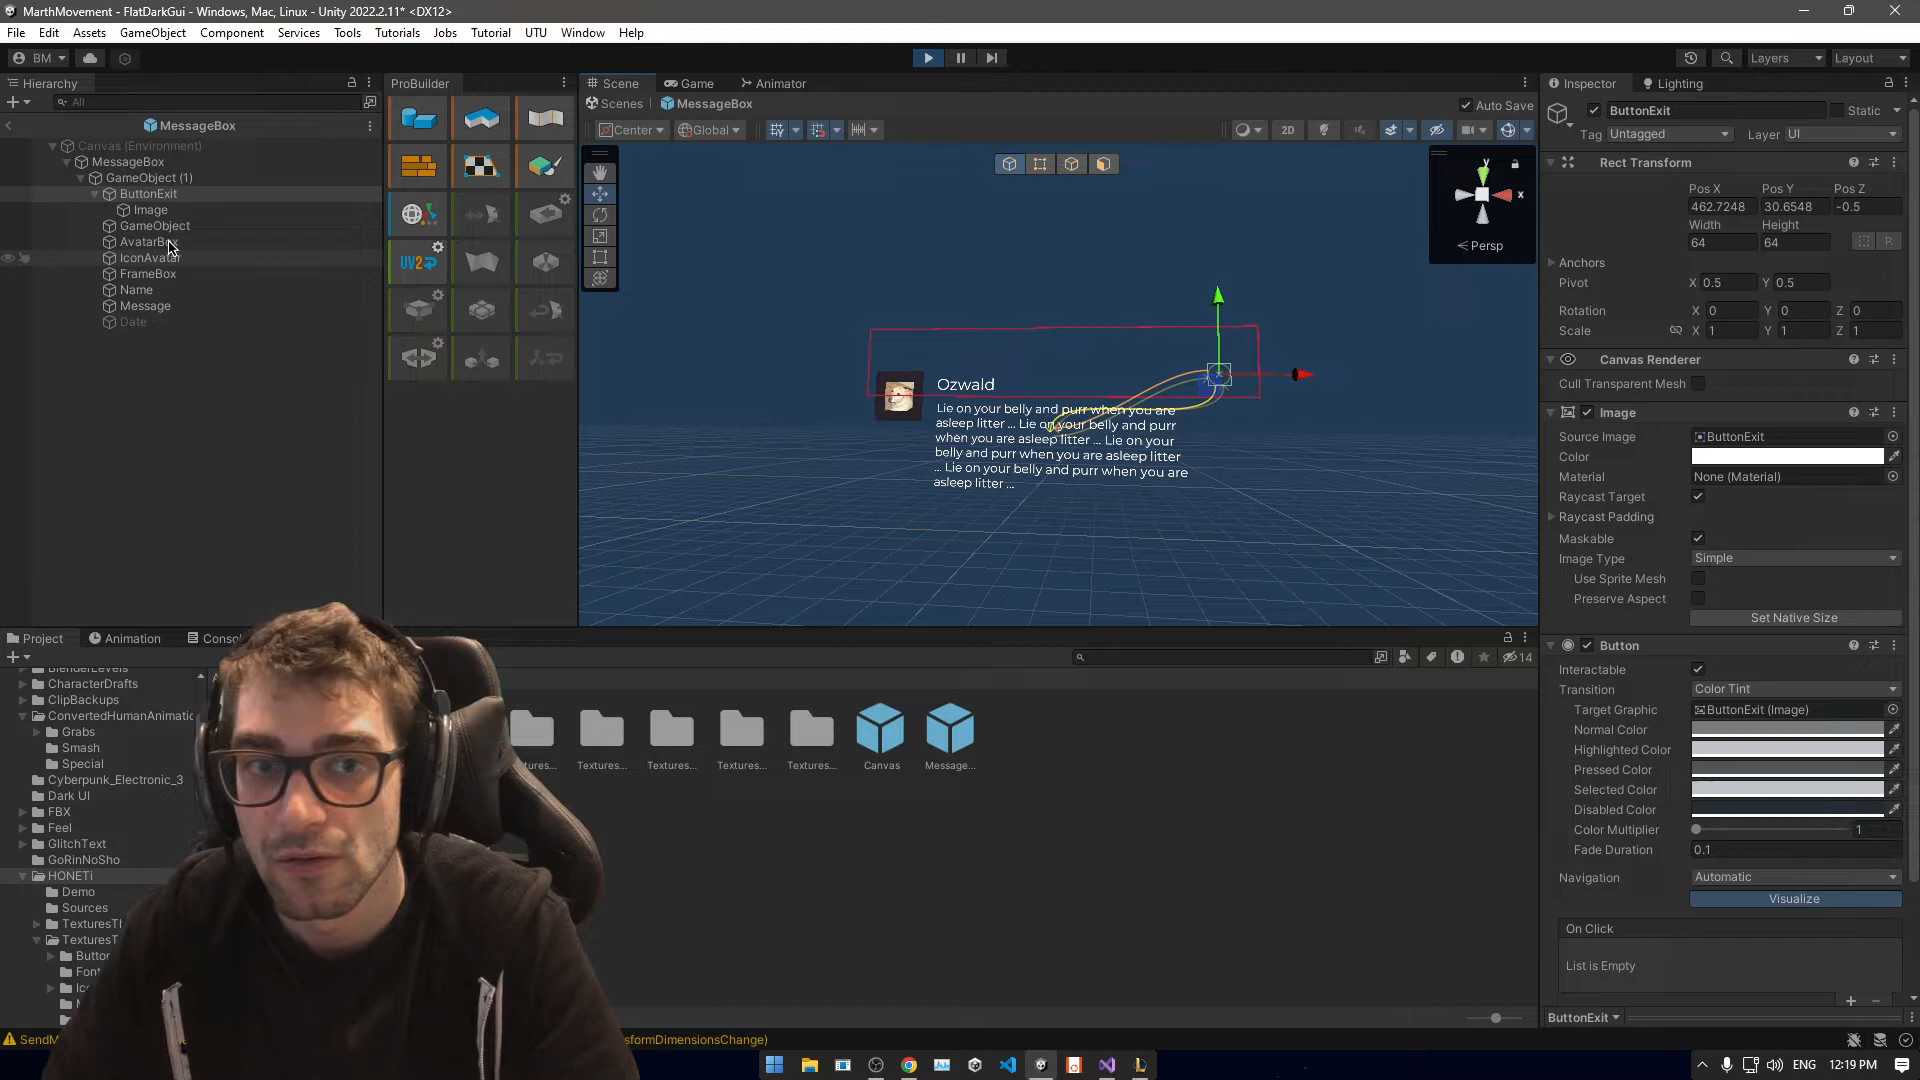 MarthMovement - FlatDarkGui - Windows, Mac, Linux - Unity 2022.2.11* <DX12>
File Edit Assets GameObject Component Services Tools Tutorials Jobs Tutorial UTU Window Help
BM
Layers Layout
Hierarchy
All
MessageBox
Canvas (Environment)
MessageBox
GameObject (1)
ButtonExit
Image
GameObject
AvatarBox
IconAvatar
FrameBox
Name
Message
Date
ProBuilder
UV2
Scene Game Animator
Scenes MessageBox
Auto Save
Center Global
2D
y
x
Persp
Ozwald
Lie on your belly and purr when you are
asleep litter ... Lie on your belly and purr
when you are asleep litter ... Lie on your
belly and purr when you are asleep litter
... Lie on your belly and purr when you are
asleep litter ...
Inspector Lighting
ButtonExit
Static
Tag Untagged Layer UI
Rect Transform
Pos X Pos Y Pos Z
462.7248 30.6548 -0.5
Width Height
64 64
R
Anchors
Pivot X 0.5 Y 0.5
Rotation X 0 Y 0 Z 0
Scale X 1 Y 1 Z 1
Canvas Renderer
Cull Transparent Mesh
Image
Source Image ButtonExit
Color
Material None (Material)
Raycast Target
Raycast Padding
Maskable
Image Type Simple
Use Sprite Mesh
Preserve Aspect
Set Native Size
Button
Interactable
Transition Color Tint
Target Graphic ButtonExit (Image)
Normal Color
Highlighted Color
Pressed Color
Selected Color
Disabled Color
Color Multiplier 1
Fade Duration 0.1
Navigation Automatic
Visualize
On Click
List is Empty
ButtonExit
Project Animation
14
BlenderLevels
CharacterDrafts
ClipBackups
ConvertedHumanAnimatic
Grabs
Smash
Special
Cyberpunk_Electronic_3
Dark UI
FBX
Feel
GlitchText
GoRinNoSho
HONETi
Demo
Sources
Textures... Textures... Textures... Textures... Canvas Message...
sformDimensionsChange)
ENG 12:19 PM